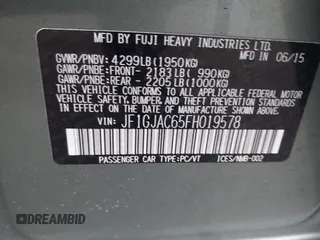 MFD BY FUJI HEAVY INDUSTRIES LTD.
GVWR/PNBV: 4299LB(1950KG) IN 06/15
GAWR/PNBE:FRONT- 2183LB( 990KG)
GAWR/PNBE:REAR - 2205LB(1000KG)
THIS VEHICLE CONFORMS TO ALL APPLICABLE
FEDERAL MOTOR VEHICLE SAFETY, BUMPER,
AND THEFT PREVENTION STANDARDS
IN EFFECT ON THE DATE OF
MANUFACTURE SHOWN ABOVE.
VIN: JF1GJAC65FH019578
PASSENGER CAR TYPE:PC/VT ICES/NMB-002
DREAMBID